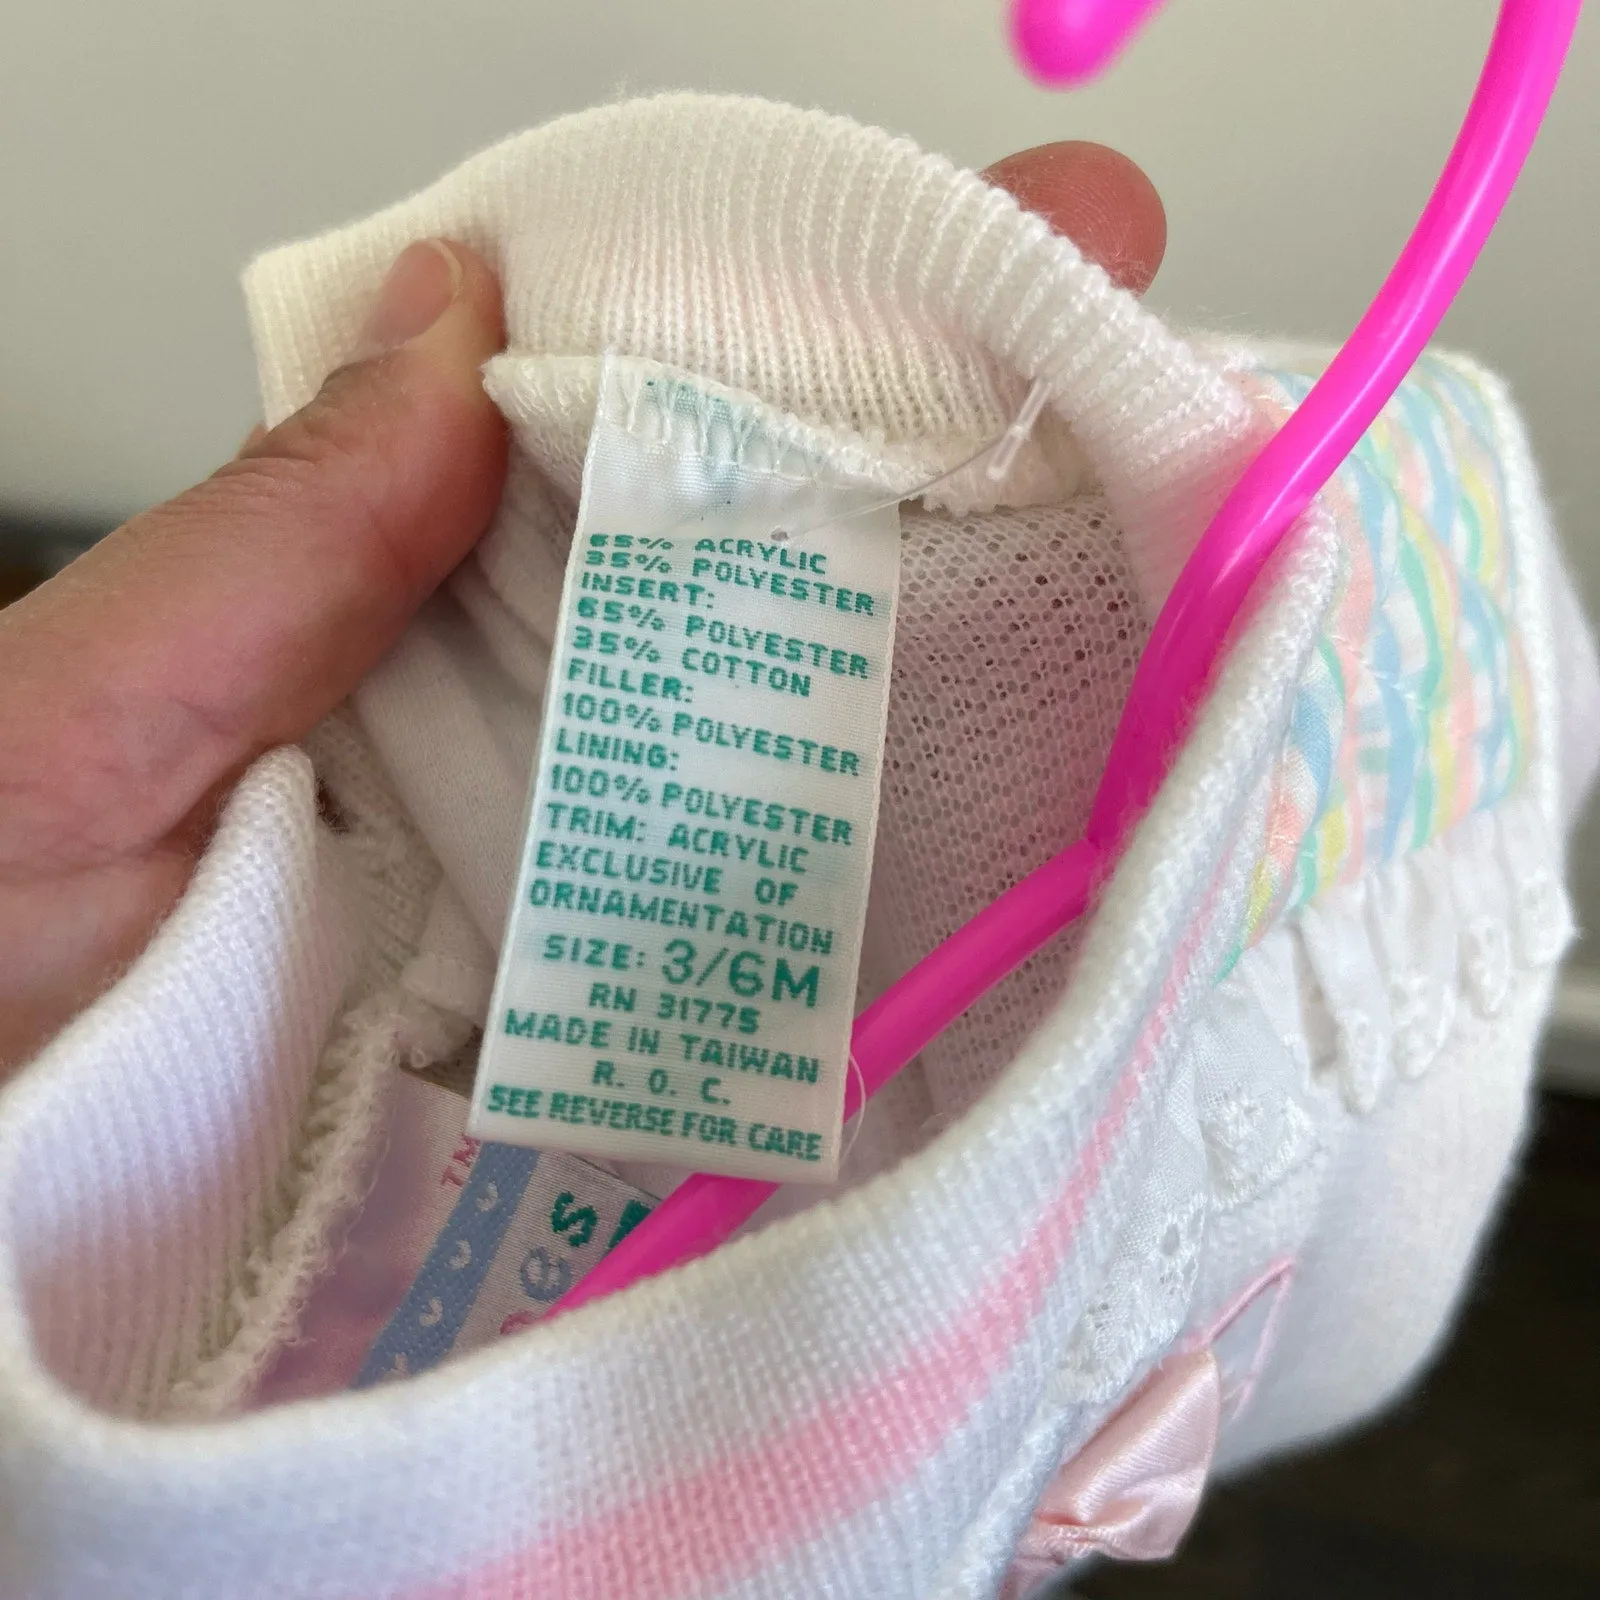 65% ACRYLIC
35% POLYESTER
INSERT:
65% POLYESTER
35% COTTON
FILLER:
100% POLYESTER
LINING:
100% POLYESTER
TRIM: ACRYLIC
EXCLUSIVE OF
ORNAMENTATION
SIZE: 3/6M
RN 31775
MADE IN TAIWAN
R. O. C.
SEE REVERSE FOR CARE
TM